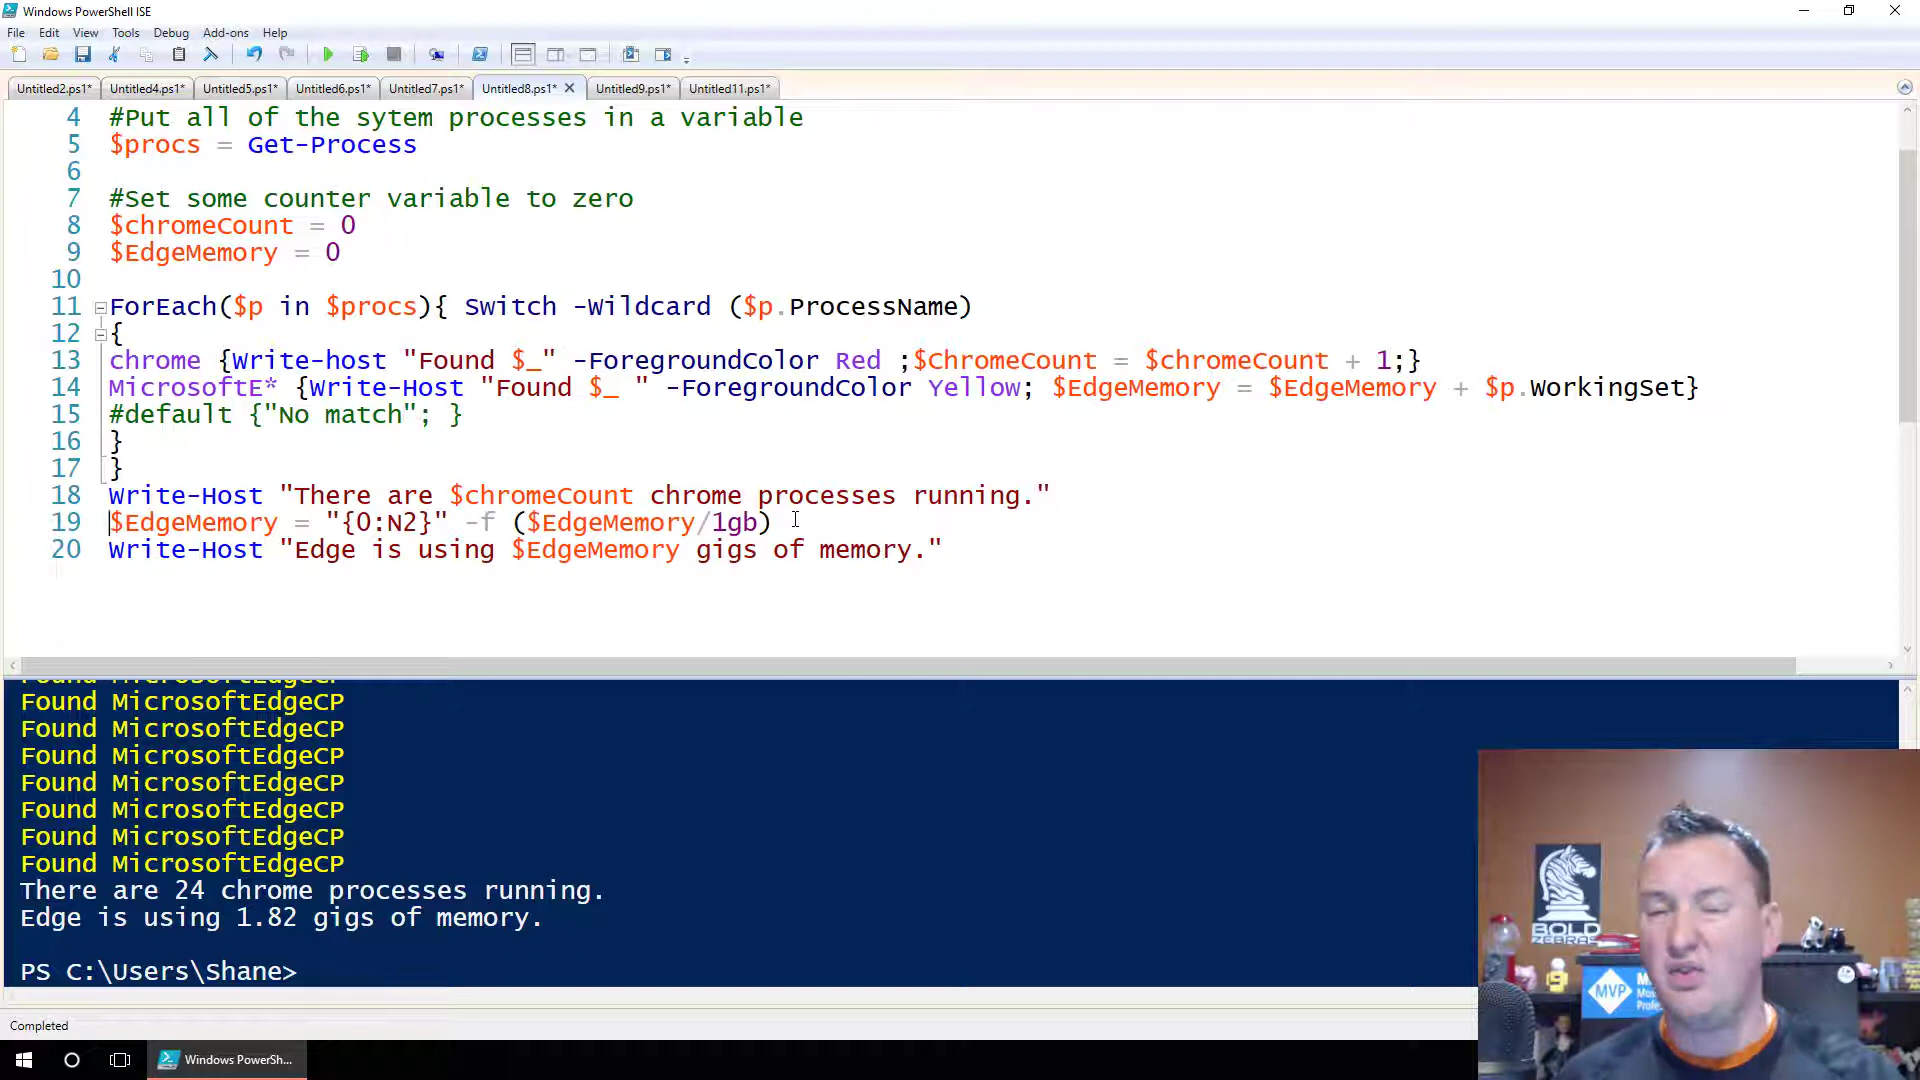 Windows PowerShell ISE
File Edit View Tools Debug Add-ons Help
Untitled2.ps1* Untitled4.ps1* Untitled5.ps1* Untitled6.ps1* Untitled7.ps1* Untitled8.ps1* Untitled9.ps1* Untitled11.ps1*
4 #Put all of the sytem processes in a variable
5 $procs = Get-Process
6
7 #Set some counter variable to zero
8 $chromeCount = 0
9 $EdgeMemory = 0
10
11 ForEach($p in $procs){ Switch -Wildcard ($p.ProcessName)
12 {
13 chrome {Write-host "Found $_" -ForegroundColor Red ;$ChromeCount = $chromeCount + 1;}
14 MicrosoftE* {Write-Host "Found $_ " -ForegroundColor Yellow; $EdgeMemory = $EdgeMemory + $p.WorkingSet}
15 #default {"No match"; }
16 }
17 }
18 Write-Host "There are $chromeCount chrome processes running."
19 $EdgeMemory = "{0:N2}" -f ($EdgeMemory/1gb)
20 Write-Host "Edge is using $EdgeMemory gigs of memory."
Found MicrosoftEdgeCP
Found MicrosoftEdgeCP
Found MicrosoftEdgeCP
Found MicrosoftEdgeCP
Found MicrosoftEdgeCP
Found MicrosoftEdgeCP
Found MicrosoftEdgeCP
Found MicrosoftEdgeCP
There are 24 chrome processes running.
Edge is using 1.82 gigs of memory.
PS C:\Users\Shane>
BOLD
ZEBRAS
MVP
Completed
Windows PowerSh...